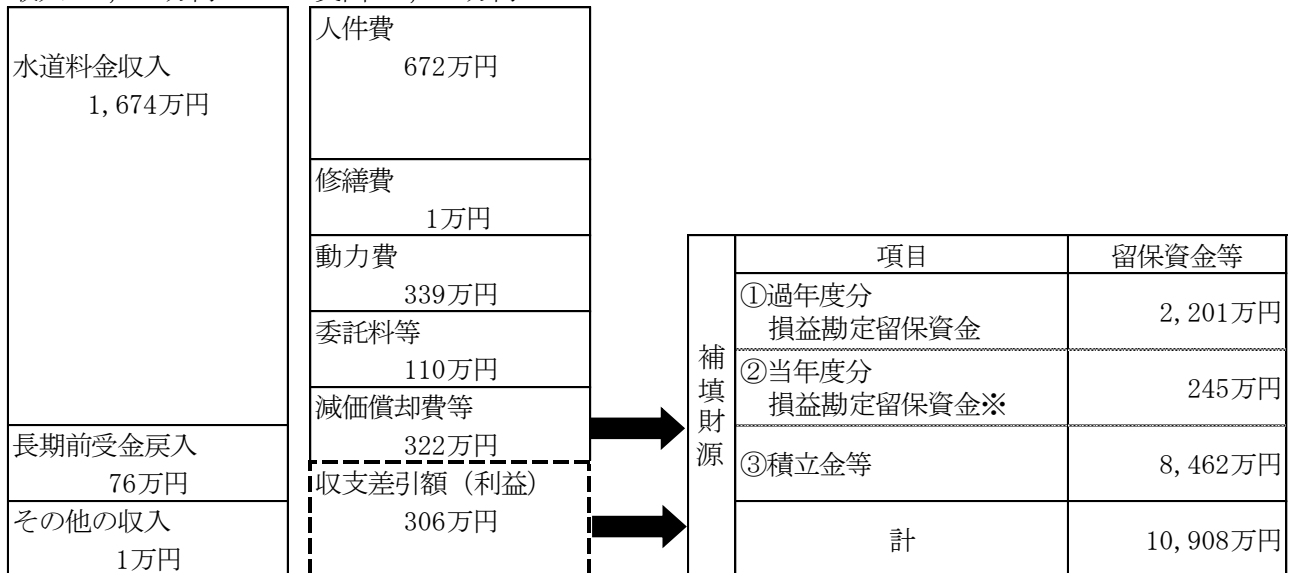 水道料金収入
1,674万円
長期前受金戻入
76万円
その他の収入
1万円
人件費
672万円
修繕費
1万円
動力費
339万円
委託料等
110万円
減価償却費等
322万円
収支差引額（利益）
306万円
補填財源
項目 留保資金等
①過年度分
損益勘定留保資金 2,201万円
②当年度分
損益勘定留保資金※ 245万円
③積立金等 8,462万円
計 10,908万円